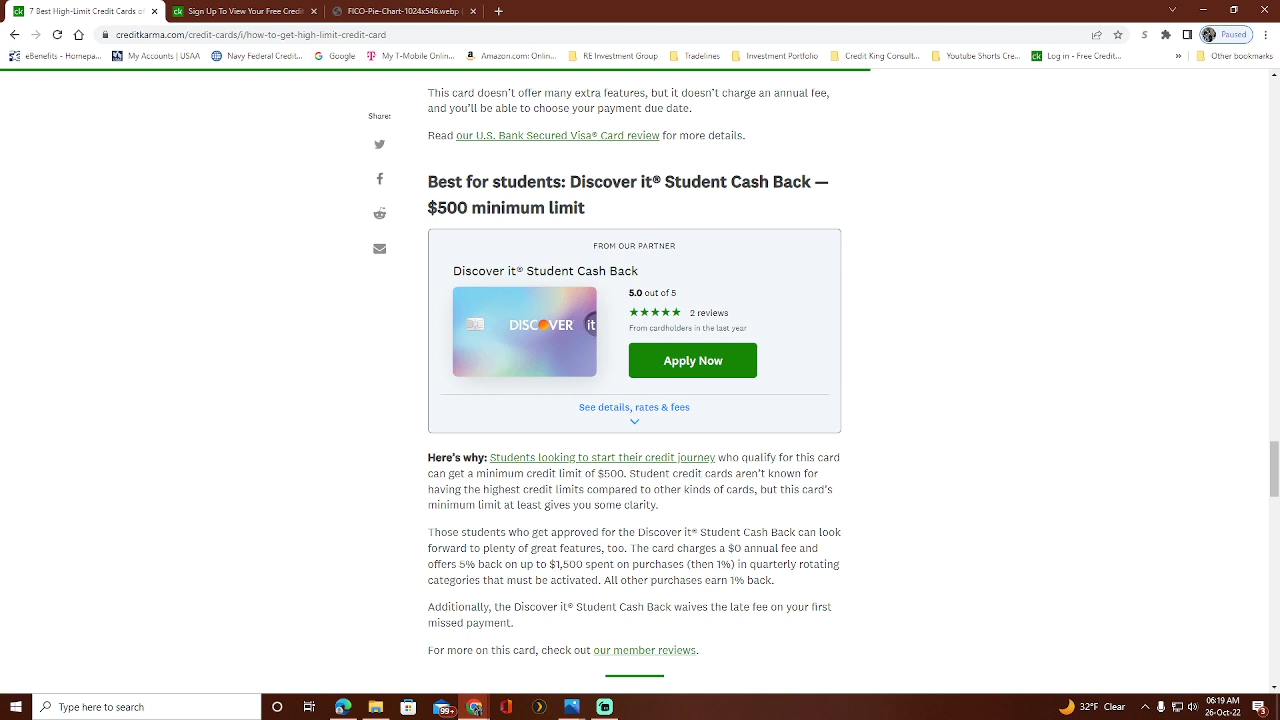 7 Best High-Limit Credit Cards of
Sign Up To View Your Free Credit
FICO-Pie-Chart-1024x546.webp (
creditkarma.com/credit-cards/i/how-to-get-high-limit-credit-card
Paused
eBenefits - Homepa...
My Accounts | USAA
Navy Federal Credit...
Google
My T-Mobile Onlin...
Amazon.com: Onlin...
RE Investment Group
Tradelines
Investment Portfolio
Credit King Consult...
Youtube Shorts Cre...
Log in - Free Credit...
»
Other bookmarks
Share:
This card doesn't offer many extra features, but it doesn't charge an annual fee,
and you'll be able to choose your payment due date.
Read our U.S. Bank Secured Visa® Card review for more details.
Best for students: Discover it® Student Cash Back —
$500 minimum limit
FROM OUR PARTNER
Discover it® Student Cash Back
DISCOVER it
5.0 out of 5
★★★★★ 2 reviews
From cardholders in the last year
Apply Now
See details, rates & fees
Here's why: Students looking to start their credit journey who qualify for this card
can get a minimum credit limit of $500. Student credit cards aren't known for
having the highest credit limits compared to other kinds of cards, but this card's
minimum limit at least gives you some clarity.
Those students who get approved for the Discover it® Student Cash Back can look
forward to plenty of great features, too. The card charges a $0 annual fee and
offers 5% back on up to $1,500 spent on purchases (then 1%) in quarterly rotating
categories that must be activated. All other purchases earn 1% back.
Additionally, the Discover it® Student Cash Back waives the late fee on your first
missed payment.
For more on this card, check out our member reviews.
Type here to search
99+
32°F Clear
06:19 AM
26-Oct-22